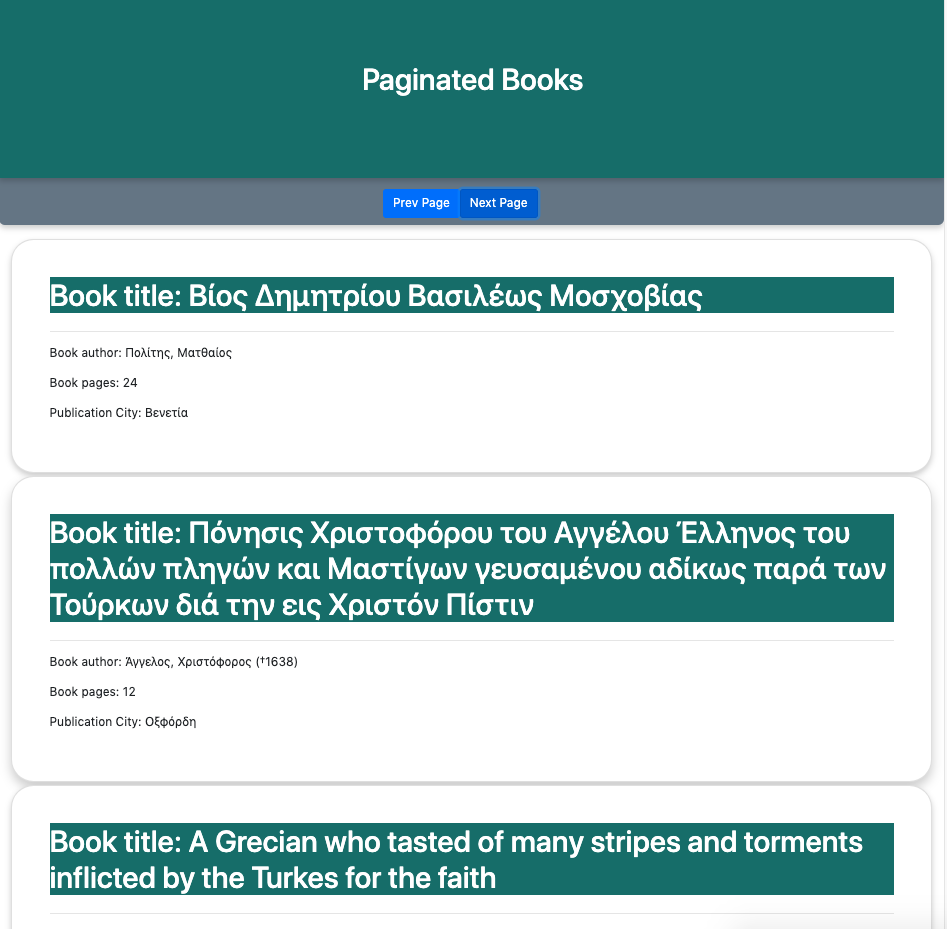 Paginated Books
Prev Page Next Page
Book title: Βίος Δημητρίου Βασιλέως Μοσχοβίας
Book author: Πολίτης, Ματθαίος
Book pages: 24
Publication City: Βενετία
Book title: Πόνησις Χριστοφόρου του Αγγέλου Έλληνος του
πολλών πληγών και Μαστίγων γευσαμένου αδίκως παρά των
Τούρκων διά την εις Χριστόν Πίστιν
Book author: Άγγελος, Χριστόφορος (†1638)
Book pages: 12
Publication City: Οξφόρδη
Book title: A Grecian who tasted of many stripes and torments
inflicted by the Turkes for the faith